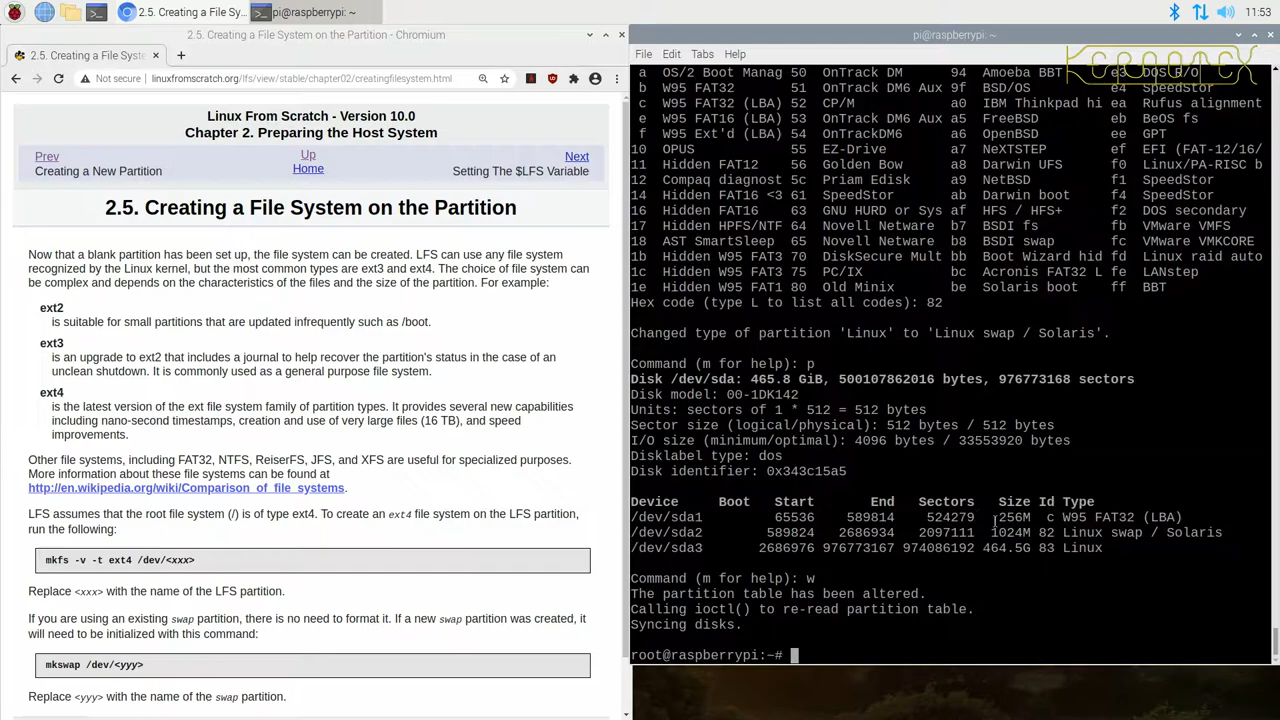 2.5. Creating a File Sy...
pi@raspberrypi: ~
11:53
2.5. Creating a File System on the Partition - Chromium
2.5. Creating a File Syste
Not secure
linuxfromscratch.org/lfs/view/stable/chapter02/creatingfilesystem.html
Linux From Scratch - Version 10.0
Chapter 2. Preparing the Host System
Prev
Up
Next
Creating a New Partition
Home
Setting The $LFS Variable
2.5. Creating a File System on the Partition
Now that a blank partition has been set up, the file system can be created. LFS can use any file system
recognized by the Linux kernel, but the most common types are ext3 and ext4. The choice of file system can
be complex and depends on the characteristics of the files and the size of the partition. For example:
ext2
is suitable for small partitions that are updated infrequently such as /boot.
ext3
is an upgrade to ext2 that includes a journal to help recover the partition's status in the case of an
unclean shutdown. It is commonly used as a general purpose file system.
ext4
is the latest version of the ext file system family of partition types. It provides several new capabilities
including nano-second timestamps, creation and use of very large files (16 TB), and speed
improvements.
Other file systems, including FAT32, NTFS, ReiserFS, JFS, and XFS are useful for specialized purposes.
More information about these file systems can be found at
http://en.wikipedia.org/wiki/Comparison_of_file_systems.
LFS assumes that the root file system (/) is of type ext4. To create an ext4 file system on the LFS partition,
run the following:
mkfs -v -t ext4 /dev/<xxx>
Replace <xxx> with the name of the LFS partition.
If you are using an existing swap partition, there is no need to format it. If a new swap partition was created, it
will need to be initialized with this command:
mkswap /dev/<yyy>
Replace <yyy> with the name of the swap partition.
pi@raspberrypi: ~
File Edit Tabs Help
a OS/2 Boot Manag 50 OnTrack DM 94 Amoeba BBT e3 DOS R/O
b W95 FAT32 51 OnTrack DM6 Aux 9f BSD/OS e4 SpeedStor
c W95 FAT32 (LBA) 52 CP/M a0 IBM Thinkpad hi ea Rufus alignment
e W95 FAT16 (LBA) 53 OnTrack DM6 Aux a5 FreeBSD eb BeOS fs
f W95 Ext'd (LBA) 54 OnTrackDM6 a6 OpenBSD ee GPT
10 OPUS 55 EZ-Drive a7 NeXTSTEP ef EFI (FAT-12/16/
11 Hidden FAT12 56 Golden Bow a8 Darwin UFS f0 Linux/PA-RISC b
12 Compaq diagnost 5c Priam Edisk a9 NetBSD f1 SpeedStor
14 Hidden FAT16 <3 61 SpeedStor ab Darwin boot f4 SpeedStor
16 Hidden FAT16 63 GNU HURD or Sys af HFS / HFS+ f2 DOS secondary
17 Hidden HPFS/NTF 64 Novell Netware b7 BSDI fs fb VMware VMFS
18 AST SmartSleep 65 Novell Netware b8 BSDI swap fc VMware VMKCORE
1b Hidden W95 FAT3 70 DiskSecure Mult bb Boot Wizard hid fd Linux raid auto
1c Hidden W95 FAT3 75 PC/IX bc Acronis FAT32 L fe LANstep
1e Hidden W95 FAT1 80 Old Minix be Solaris boot ff BBT
Hex code (type L to list all codes): 82
Changed type of partition 'Linux' to 'Linux swap / Solaris'.
Command (m for help): p
Disk /dev/sda: 465.8 GiB, 500107862016 bytes, 976773168 sectors
Disk model: 00-1DK142
Units: sectors of 1 * 512 = 512 bytes
Sector size (logical/physical): 512 bytes / 512 bytes
I/O size (minimum/optimal): 4096 bytes / 33553920 bytes
Disklabel type: dos
Disk identifier: 0x343c15a5
Device Boot Start End Sectors Size Id Type
/dev/sda1 65536 589814 524279 256M c W95 FAT32 (LBA)
/dev/sda2 589824 2686934 2097111 1024M 82 Linux swap / Solaris
/dev/sda3 2686976 976773167 974086192 464.5G 83 Linux
Command (m for help): w
The partition table has been altered.
Calling ioctl() to re-read partition table.
Syncing disks.
root@raspberrypi:~#